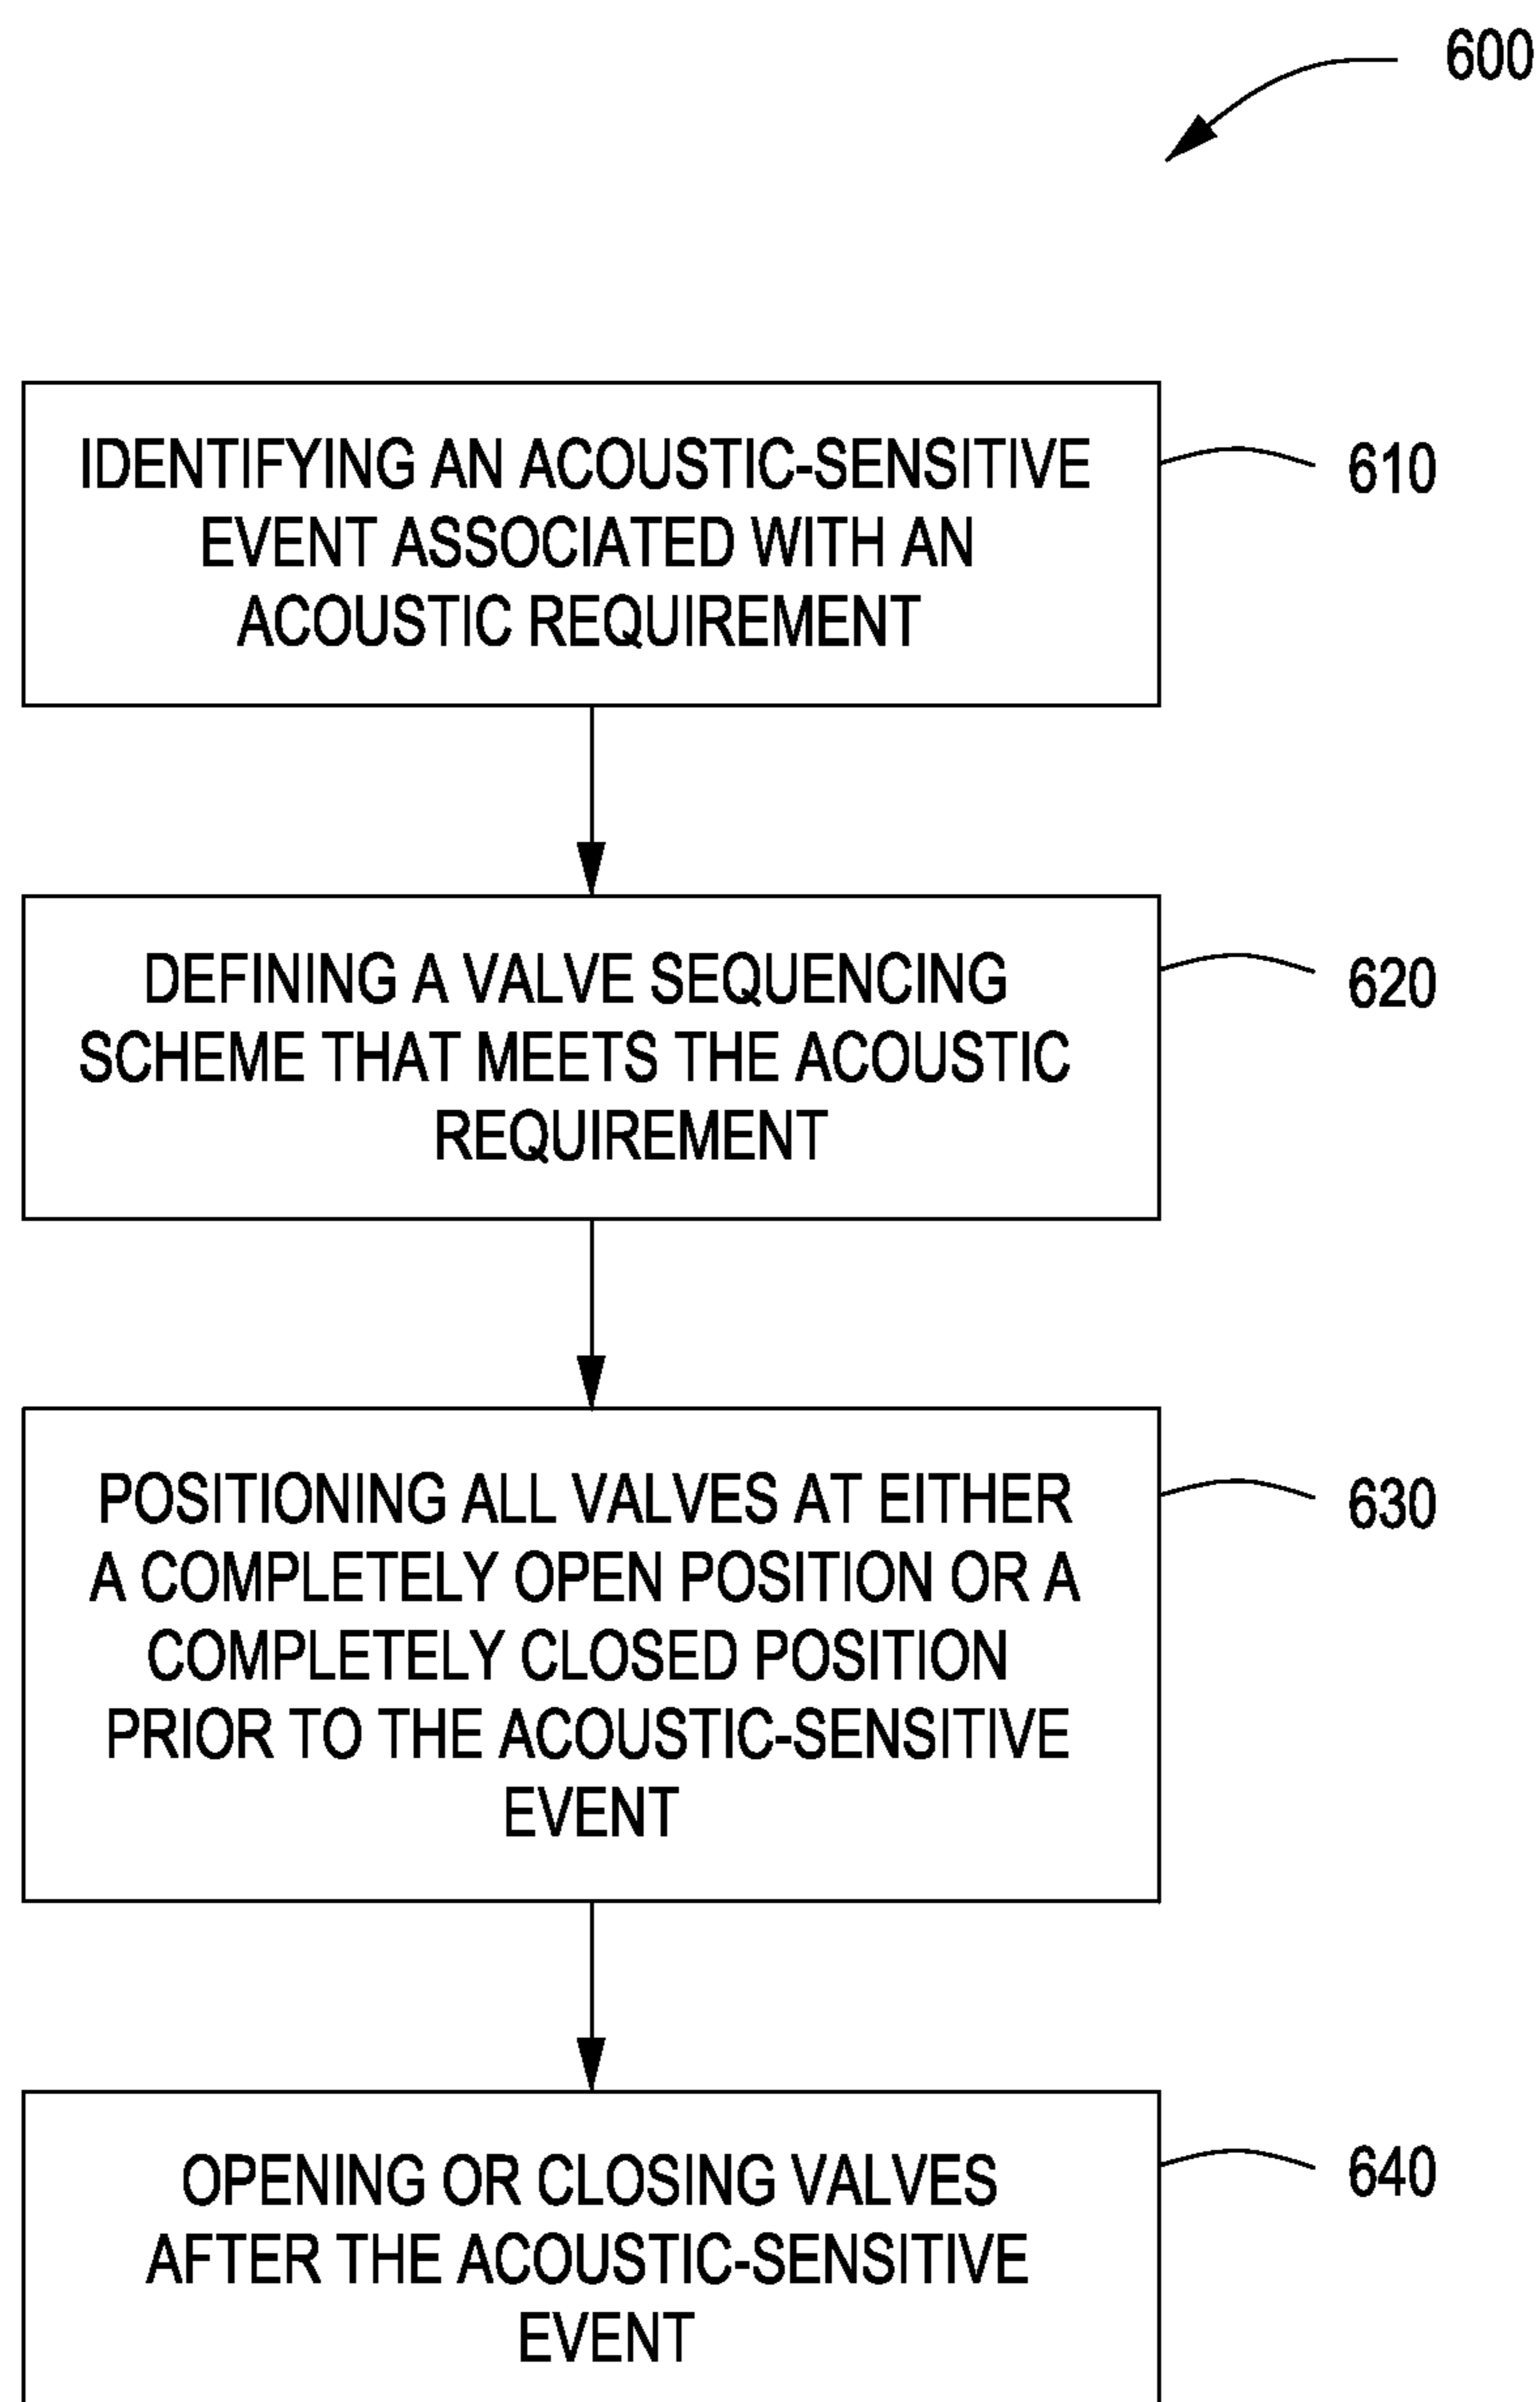 600
IDENTIFYING AN ACOUSTIC-SENSITIVE
EVENT ASSOCIATED WITH AN
ACOUSTIC REQUIREMENT
610
DEFINING A VALVE SEQUENCING
SCHEME THAT MEETS THE ACOUSTIC
REQUIREMENT
620
POSITIONING ALL VALVES AT EITHER
A COMPLETELY OPEN POSITION OR A
COMPLETELY CLOSED POSITION
PRIOR TO THE ACOUSTIC-SENSITIVE
EVENT
630
OPENING OR CLOSING VALVES
AFTER THE ACOUSTIC-SENSITIVE
EVENT
640